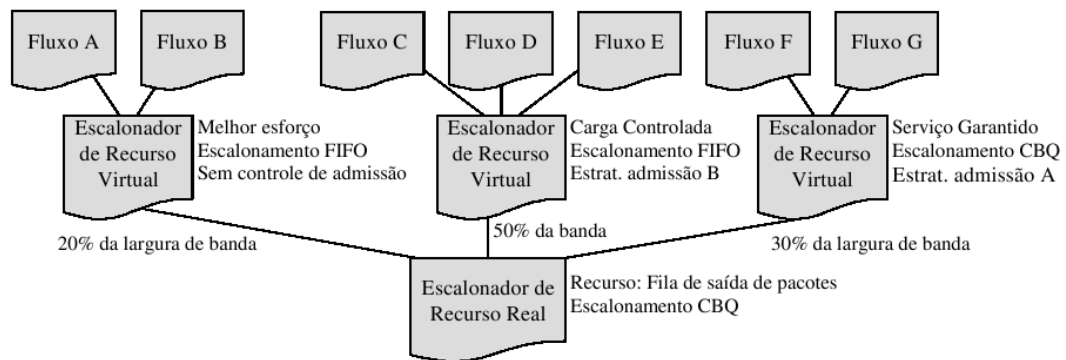 Fluxo A
Fluxo B
Fluxo C
Fluxo D
Fluxo E
Fluxo F
Fluxo G
Escalonador
de Recurso
Virtual
Melhor esforço
Escalonamento FIFO
Sem controle de admissão
Escalonador
de Recurso
Virtual
Carga Controlada
Escalonamento FIFO
Estrat. admissão B
Escalonador
de Recurso
Virtual
Serviço Garantido
Escalonamento CBQ
Estrat. admissão A
20% da largura de banda
50% da banda
30% da largura de banda
Escalonador de
Recurso Real
Recurso: Fila de saída de pacotes
Escalonamento CBQ